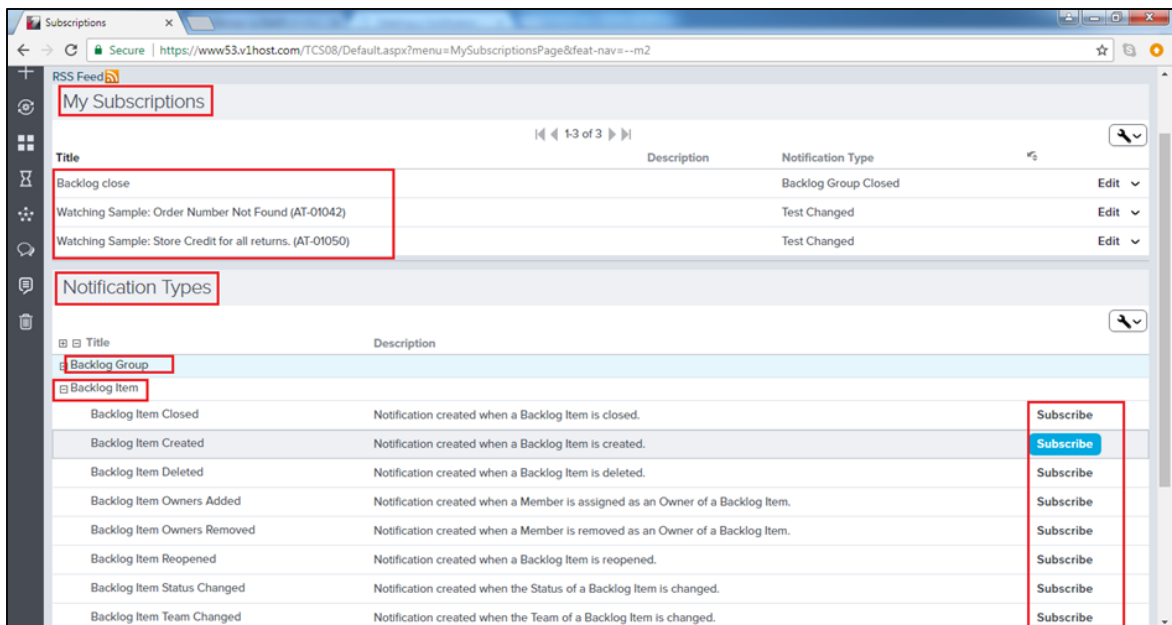 Subscriptions
Secure | https://www53.v1host.com/TCS08/Default.aspx?menu=MySubscriptionsPage&feat-nav=--m2
RSS Feed
My Subscriptions
1-3 of 3
Title Description Notification Type
Backlog close Backlog Group Closed Edit
Watching Sample: Order Number Not Found (AT-01042) Test Changed Edit
Watching Sample: Store Credit for all returns. (AT-01050) Test Changed Edit
Notification Types
Title Description
Backlog Group
Backlog Item
Backlog Item Closed Notification created when a Backlog Item is closed. Subscribe
Backlog Item Created Notification created when a Backlog Item is created. Subscribe
Backlog Item Deleted Notification created when a Backlog Item is deleted. Subscribe
Backlog Item Owners Added Notification created when a Member is assigned as an Owner of a Backlog Item. Subscribe
Backlog Item Owners Removed Notification created when a Member is removed as an Owner of a Backlog Item. Subscribe
Backlog Item Reopened Notification created when a Backlog Item is reopened. Subscribe
Backlog Item Status Changed Notification created when the Status of a Backlog Item is changed. Subscribe
Backlog Item Team Changed Notification created when the Team of a Backlog Item is changed. Subscribe